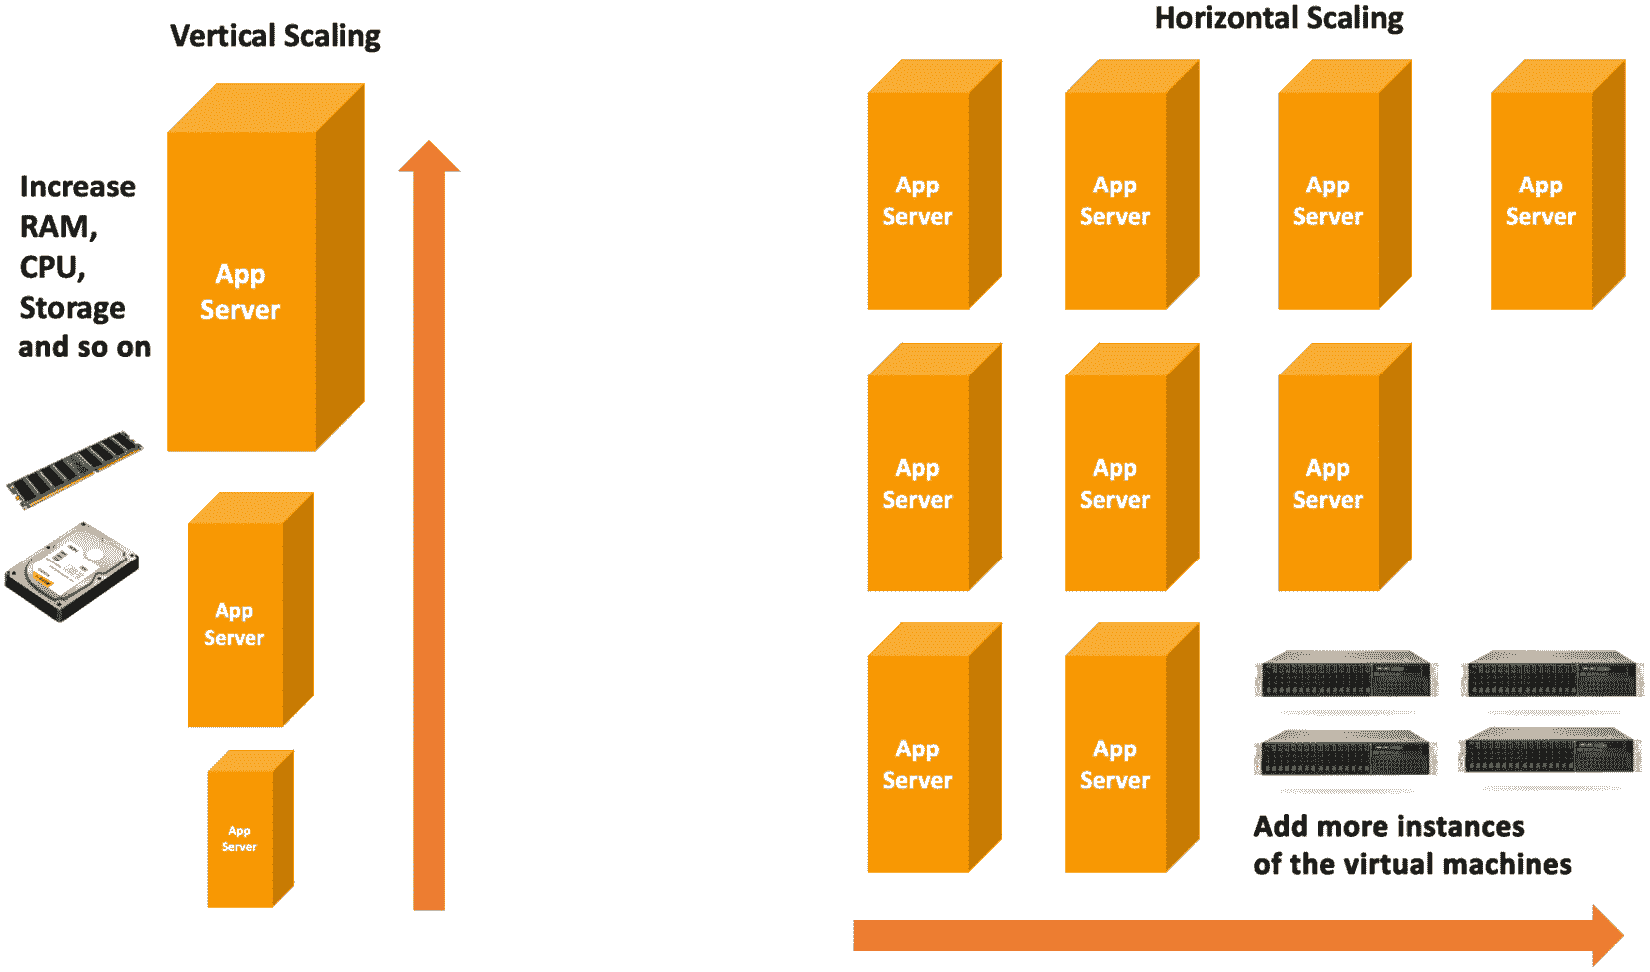 Vertical Scaling
Increase
RAM,
CPU,
Storage
and so on
App
Server
App
Server
App
Server
Horizontal Scaling
App
Server
App
Server
App
Server
App
Server
App
Server
App
Server
App
Server
App
Server
App
Server
Add more instances
of the virtual machines